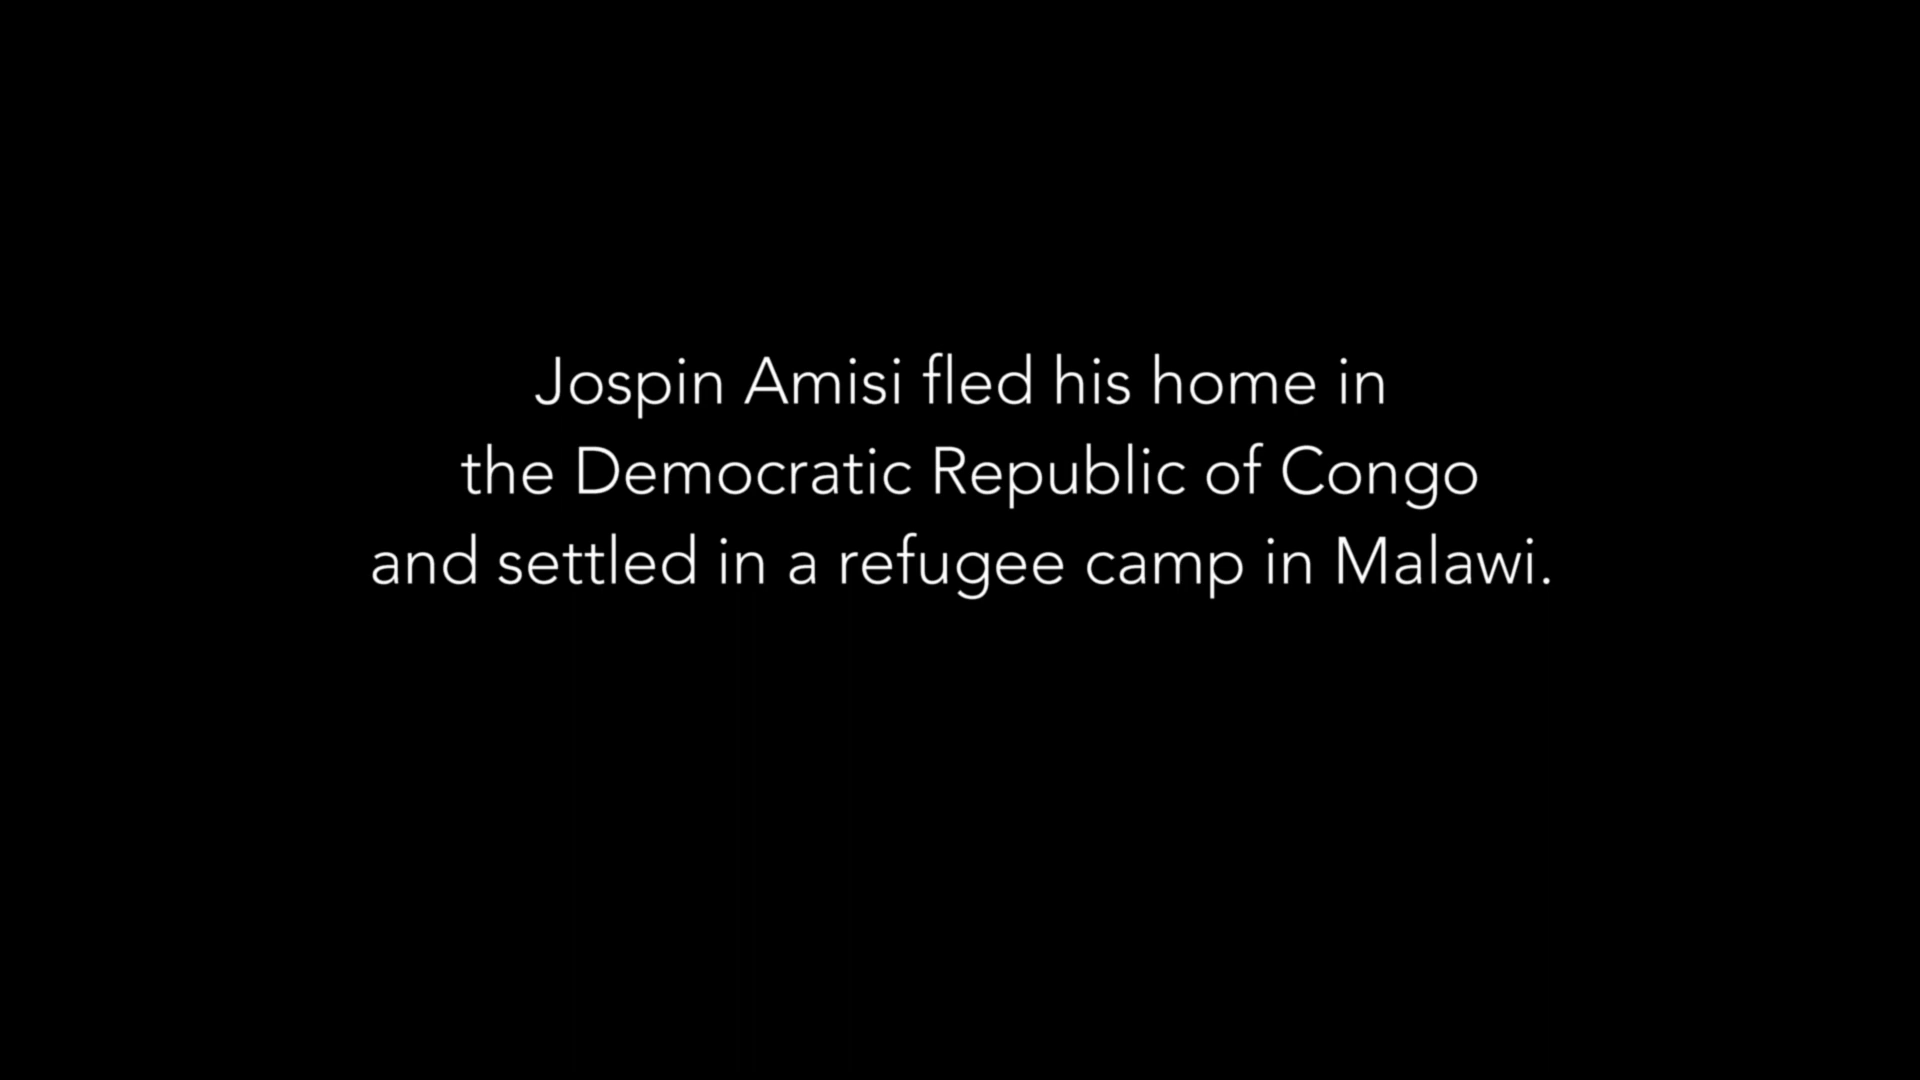 Jospin Amisi fled his home in
the Democratic Republic of Congo
and settled in a refugee camp in Malawi.